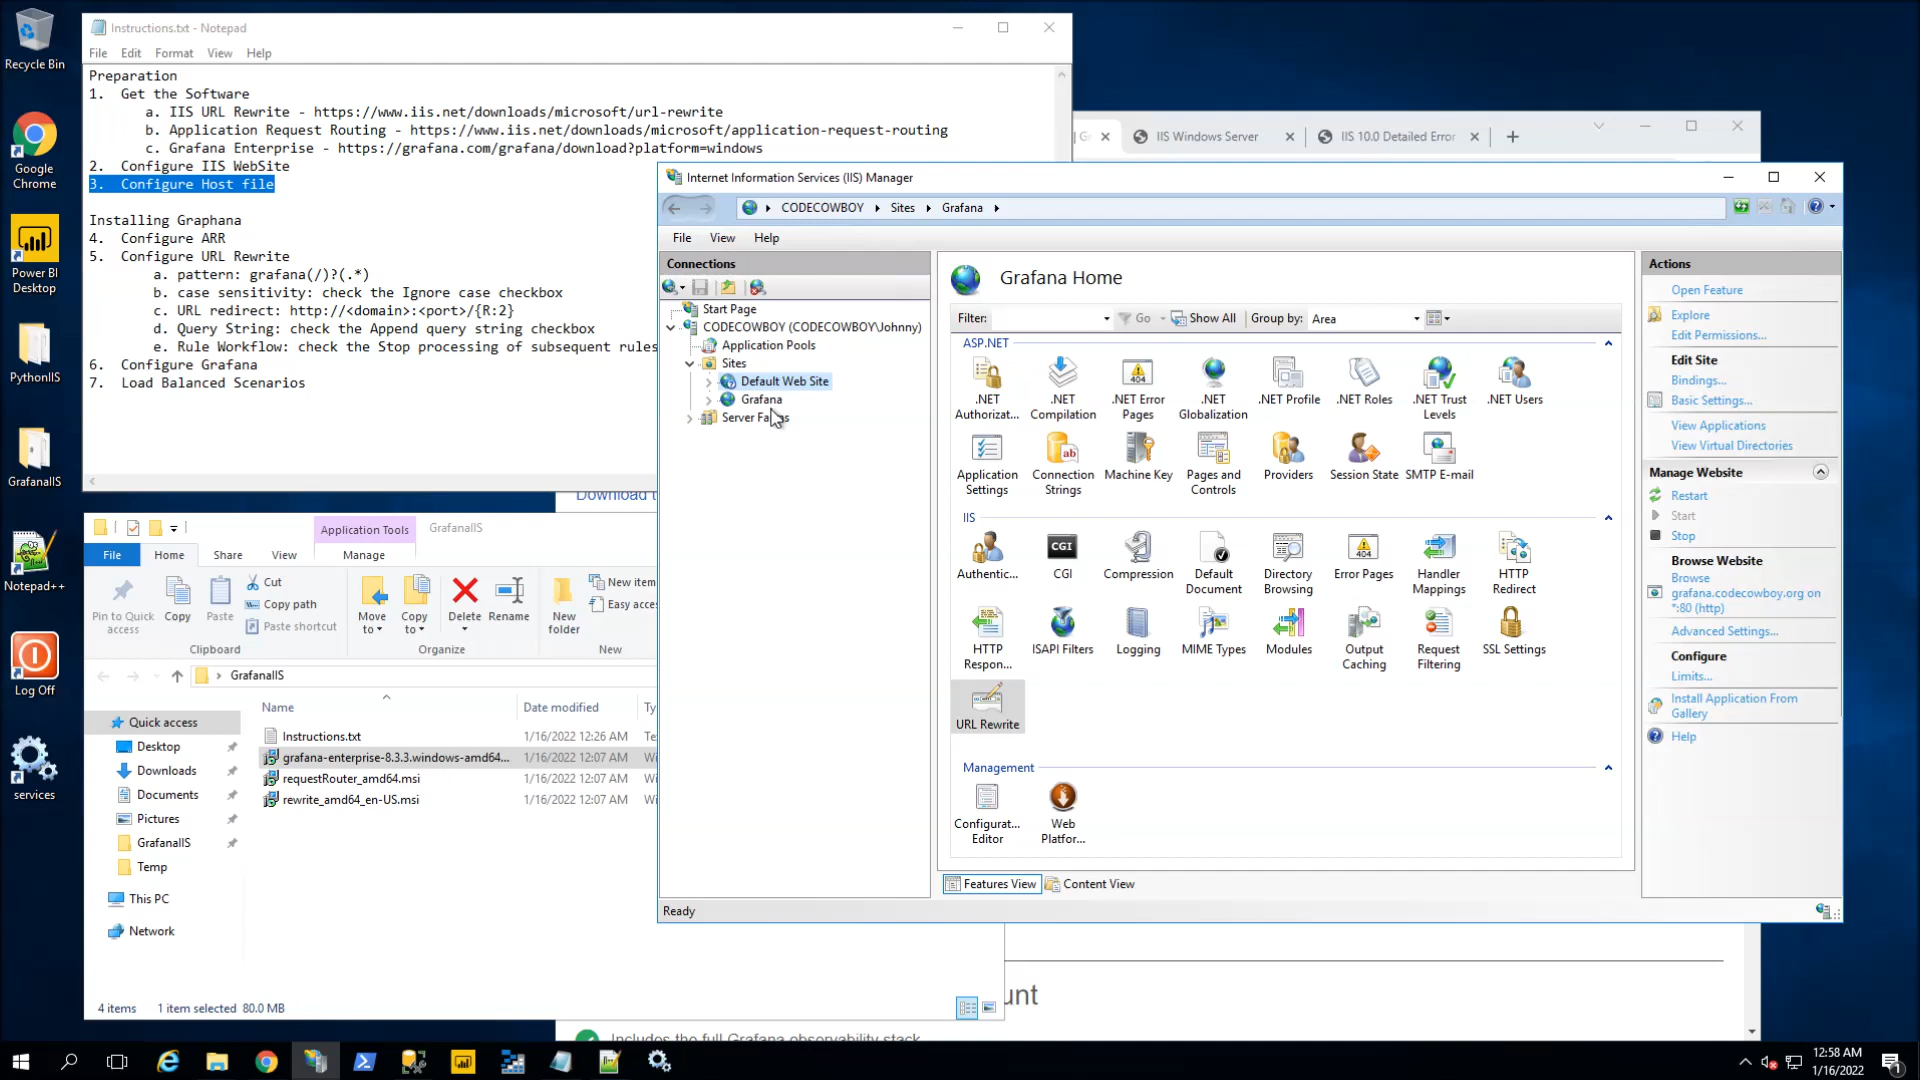 Recycle Bin
Google Chrome
Power BI Desktop
PythonIIS
GrafanaIIS
Notepad++
Log Off
services
Instructions.txt - Notepad
File Edit Format View Help
Preparation
1. Get the Software
a. IIS URL Rewrite - https://www.iis.net/downloads/microsoft/url-rewrite
b. Application Request Routing - https://www.iis.net/downloads/microsoft/application-request-routing
c. Grafana Enterprise - https://grafana.com/grafana/download?platform=windows
2. Configure IIS WebSite
3. Configure Host file
Installing Graphana
4. Configure ARR
5. Configure URL Rewrite
a. pattern: grafana(/)?(.*)
b. case sensitivity: check the Ignore case checkbox
c. URL redirect: http://<domain>:<port>/{R:2}
d. Query String: check the Append query string checkbox
e. Rule Workflow: check the Stop processing of subsequent rules
6. Configure Grafana
7. Load Balanced Scenarios
IIS Windows Server
IIS 10.0 Detailed Error
Internet Information Services (IIS) Manager
CODECOWBOY Sites Grafana
File View Help
Connections
Start Page
CODECOWBOY (CODECOWBOY\Johnny)
Application Pools
Sites
Default Web Site
Grafana
Server Farms
Grafana Home
Filter: Go Show All Group by: Area
ASP.NET
.NET Authorizat...
.NET Compilation
.NET Error Pages
.NET Globalization
.NET Profile
.NET Roles
.NET Trust Levels
.NET Users
Application Settings
Connection Strings
Machine Key
Pages and Controls
Providers
Session State
SMTP E-mail
IIS
Authentic...
CGI
Compression
Default Document
Directory Browsing
Error Pages
Handler Mappings
HTTP Redirect
HTTP Respon...
ISAPI Filters
Logging
MIME Types
Modules
Output Caching
Request Filtering
SSL Settings
URL Rewrite
Management
Configurat... Editor
Web Platfor...
Features View Content View
Ready
Actions
Open Feature
Explore
Edit Permissions...
Edit Site
Bindings...
Basic Settings...
View Applications
View Virtual Directories
Manage Website
Restart
Start
Stop
Browse Website
Browse
grafana.codecowboy.org on
*:80 (http)
Advanced Settings...
Configure
Limits...
Install Application From
Gallery
Help
Download t
Application Tools GrafanaIIS
File Home Share View Manage
Pin to Quick access
Copy
Paste
Cut
Copy path
Paste shortcut
Move to
Copy to
Delete
Rename
New folder
New item
Easy acce
Clipboard Organize New
GrafanaIIS
Name Date modified Ty
Quick access
Desktop
Downloads
Documents
Pictures
GrafanaIIS
Temp
This PC
Network
Instructions.txt 1/16/2022 12:26 AM Te
grafana-enterprise-8.3.3.windows-amd64... 1/16/2022 12:07 AM Wi
requestRouter_amd64.msi 1/16/2022 12:07 AM Wi
rewrite_amd64_en-US.msi 1/16/2022 12:07 AM Wi
4 items 1 item selected 80.0 MB
unt
Includes the full Grafana observability stack
12:58 AM
1/16/2022
1